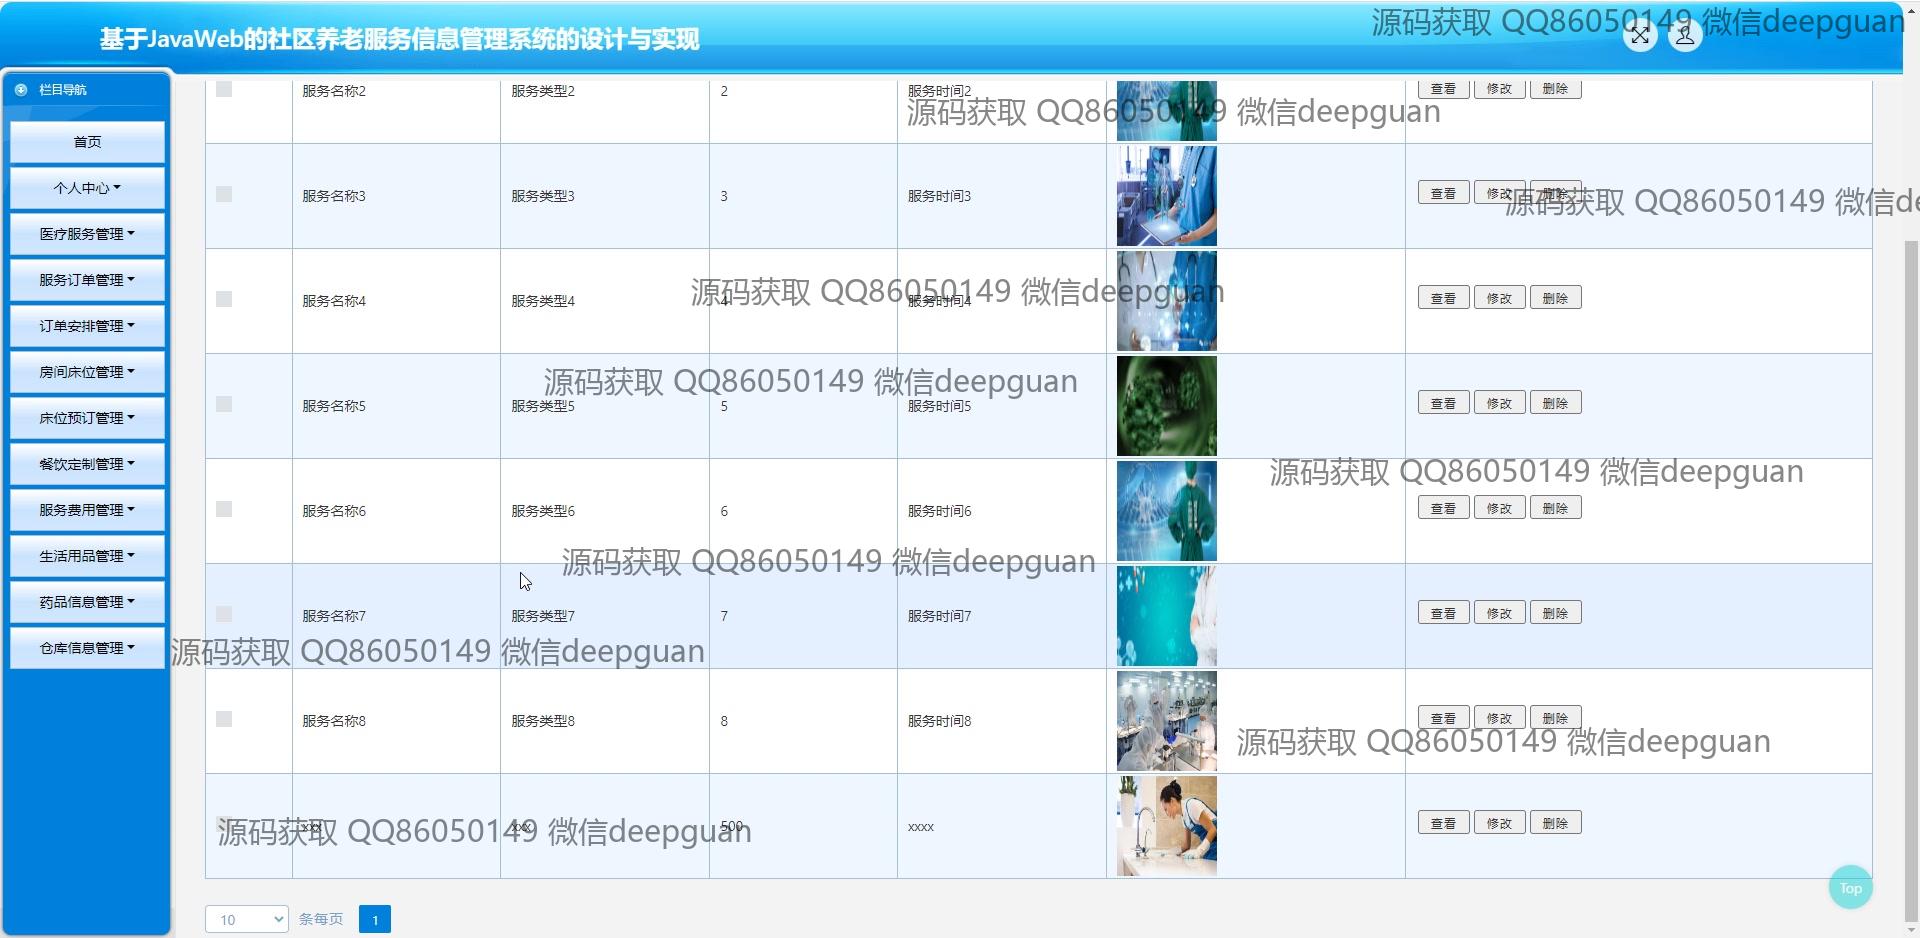 基于JavaWeb的社区养老服务信息管理系统的设计与实现
源码获取 QQ86050149 微信deepguan
栏目导航
首页
个人中心
医疗服务管理
服务订单管理
订单安排管理
房间床位管理
床位预订管理
餐饮定制管理
服务费用管理
生活用品管理
药品信息管理
仓库信息管理
服务名称2 服务类型2 2 服务时间2 查看 修改 删除
源码获取 QQ86050149 微信deepguan
服务名称3 服务类型3 3 服务时间3 查看 修改 删除
源码获取 QQ86050149 微信de
源码获取 QQ86050149 微信deepguan
服务名称4 服务类型4 4 服务时间4 查看 修改 删除
源码获取 QQ86050149 微信deepguan
服务名称5 服务类型5 5 服务时间5 查看 修改 删除
源码获取 QQ86050149 微信deepguan
服务名称6 服务类型6 6 服务时间6 查看 修改 删除
源码获取 QQ86050149 微信deepguan
服务名称7 服务类型7 7 服务时间7 查看 修改 删除
源码获取 QQ86050149 微信deepguan
服务名称8 服务类型8 8 服务时间8 查看 修改 删除
源码获取 QQ86050149 微信deepguan
xxx xxx 500 xxxx 查看 修改 删除
源码获取 QQ86050149 微信deepguan
Top
10 条每页 1